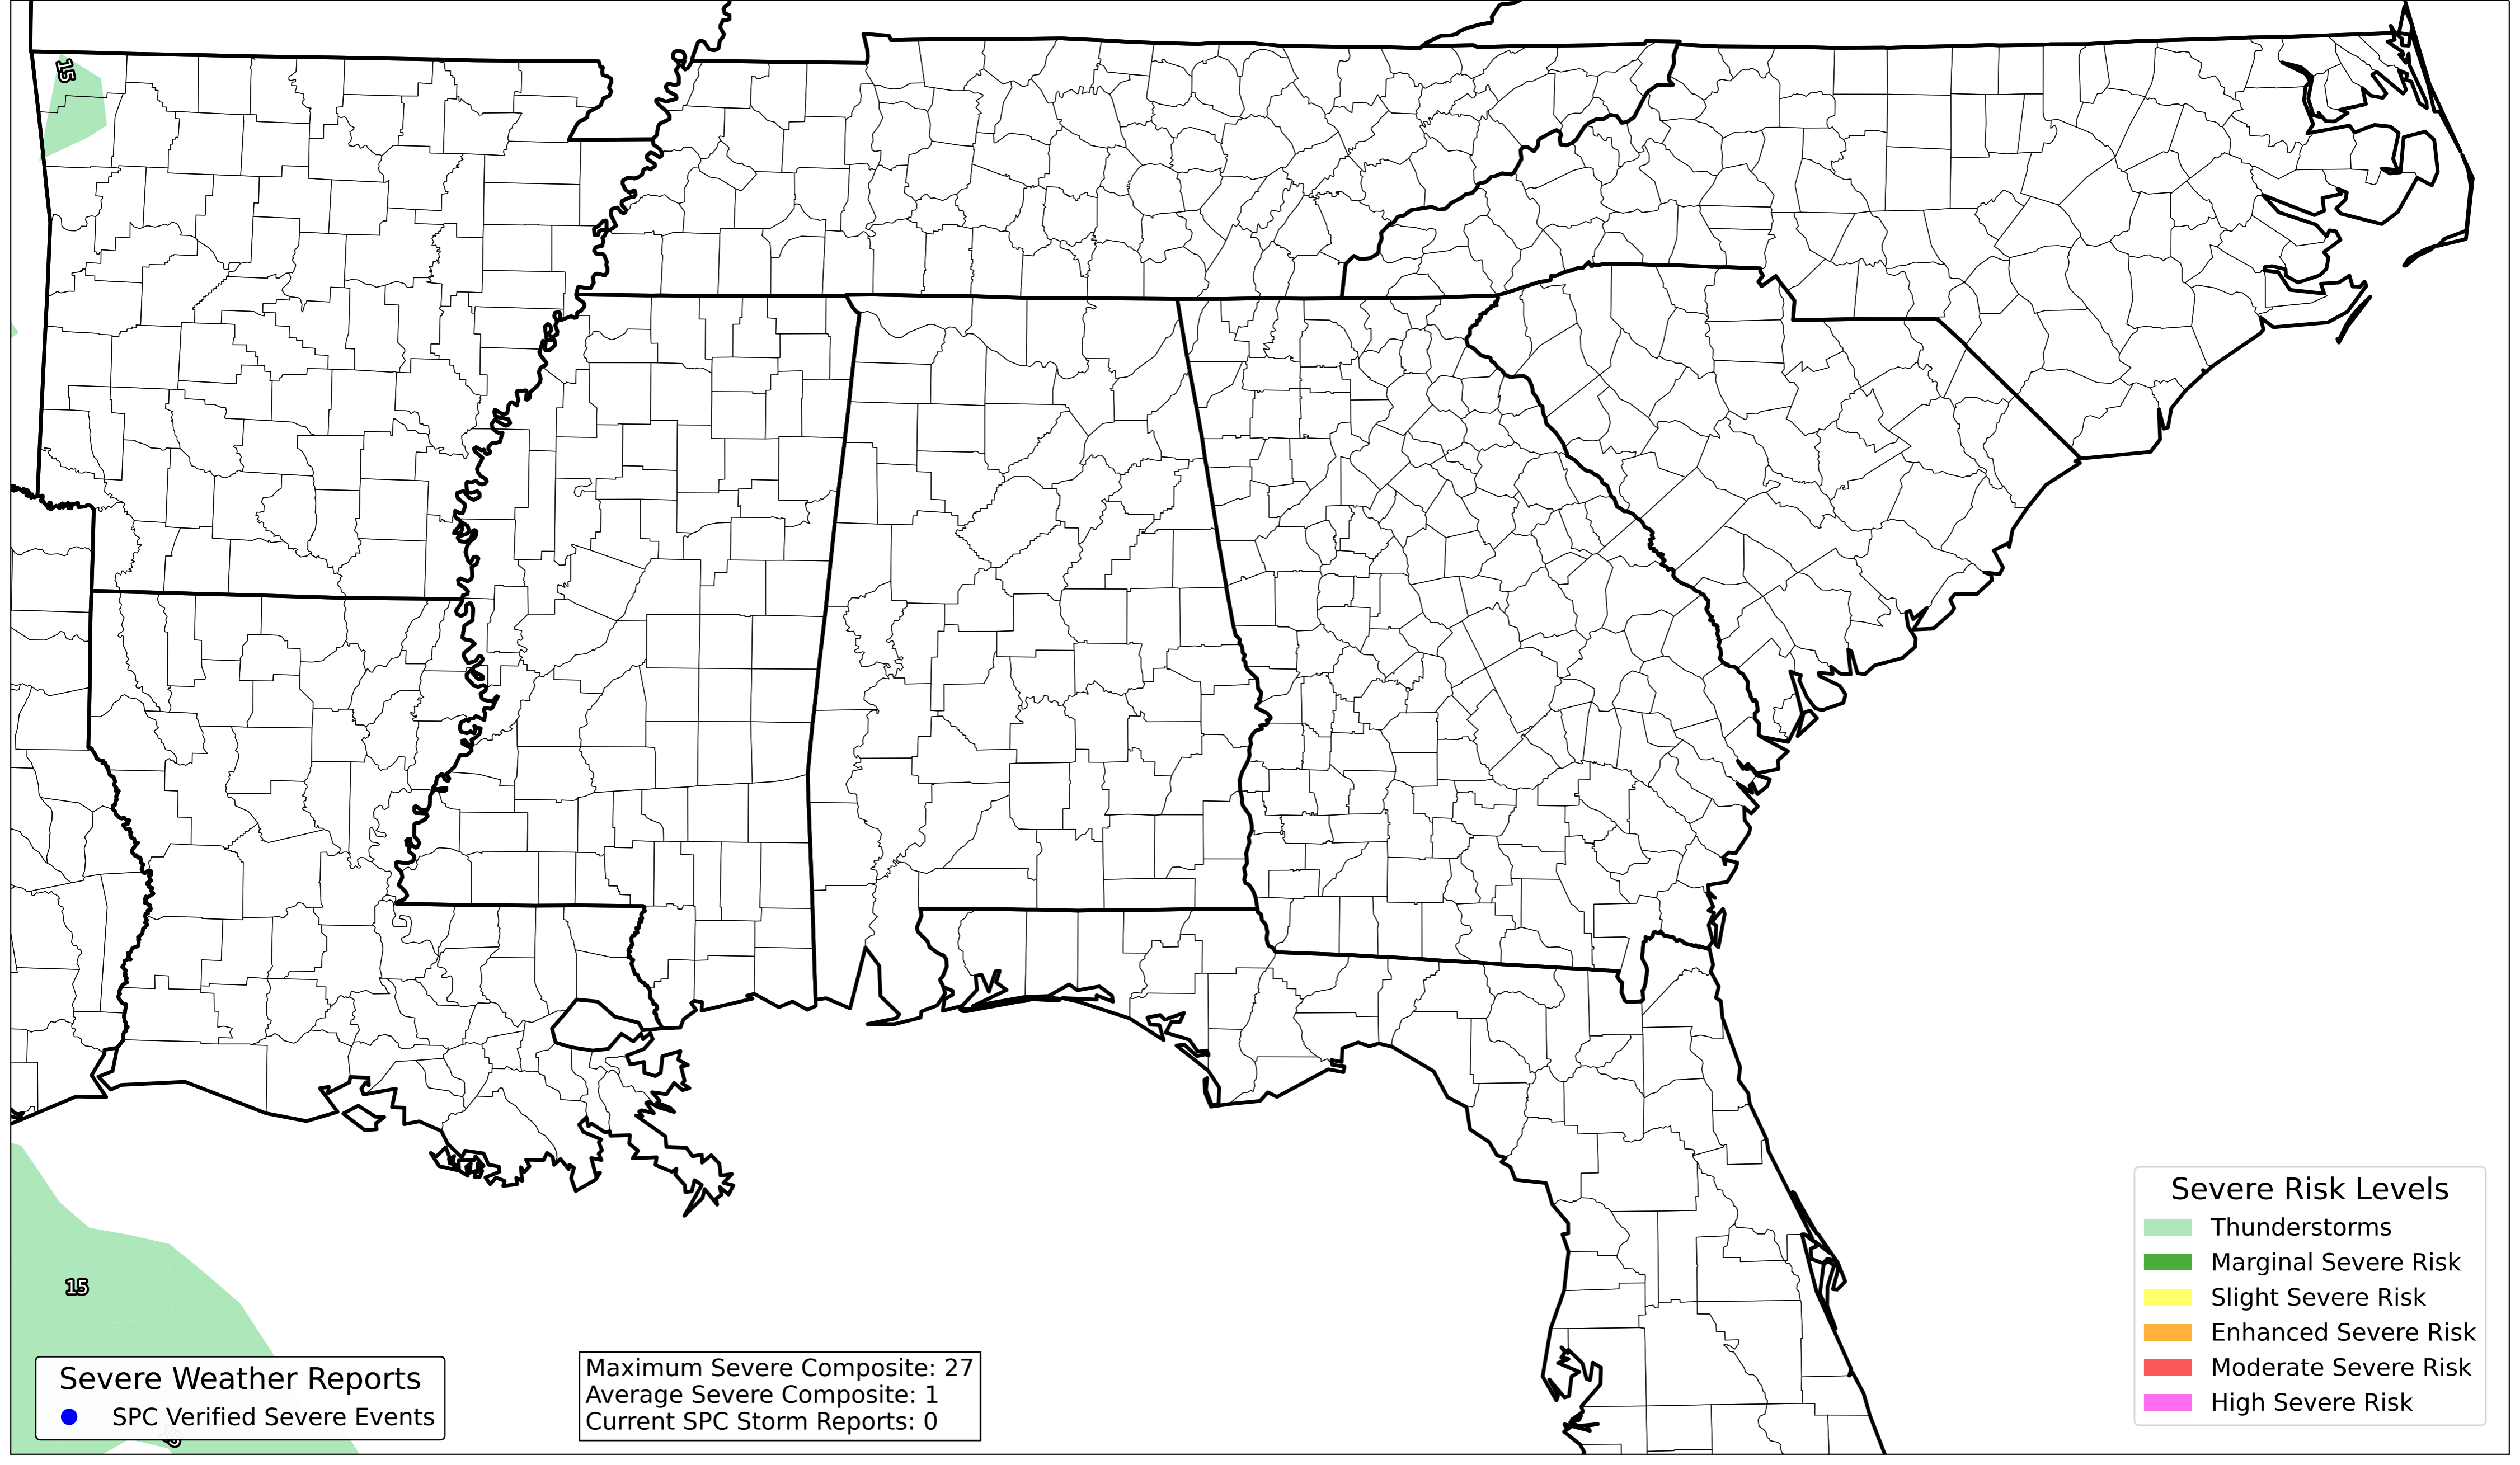 15
15
Severe Risk Levels
Thunderstorms
Marginal Severe Risk
Slight Severe Risk
Enhanced Severe Risk
Moderate Severe Risk
High Severe Risk
Severe Weather Reports
SPC Verified Severe Events
Maximum Severe Composite: 27
Average Severe Composite: 1
Current SPC Storm Reports: 0